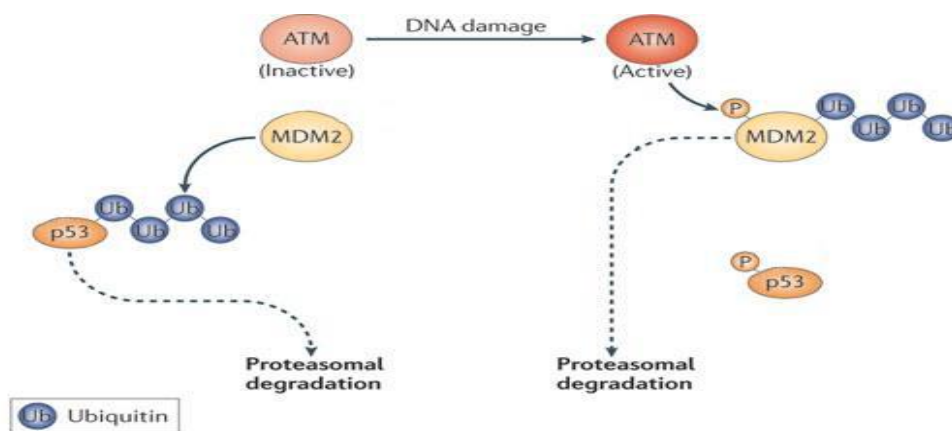 DNA damage
ATM
(Inactive)
ATM
(Active)
P
MDM2
Ub
Ub
Ub
Ub
MDM2
p53
Ub
Ub
Ub
Ub
P
p53
Proteasomal
degradation
Proteasomal
degradation
Ub Ubiquitin